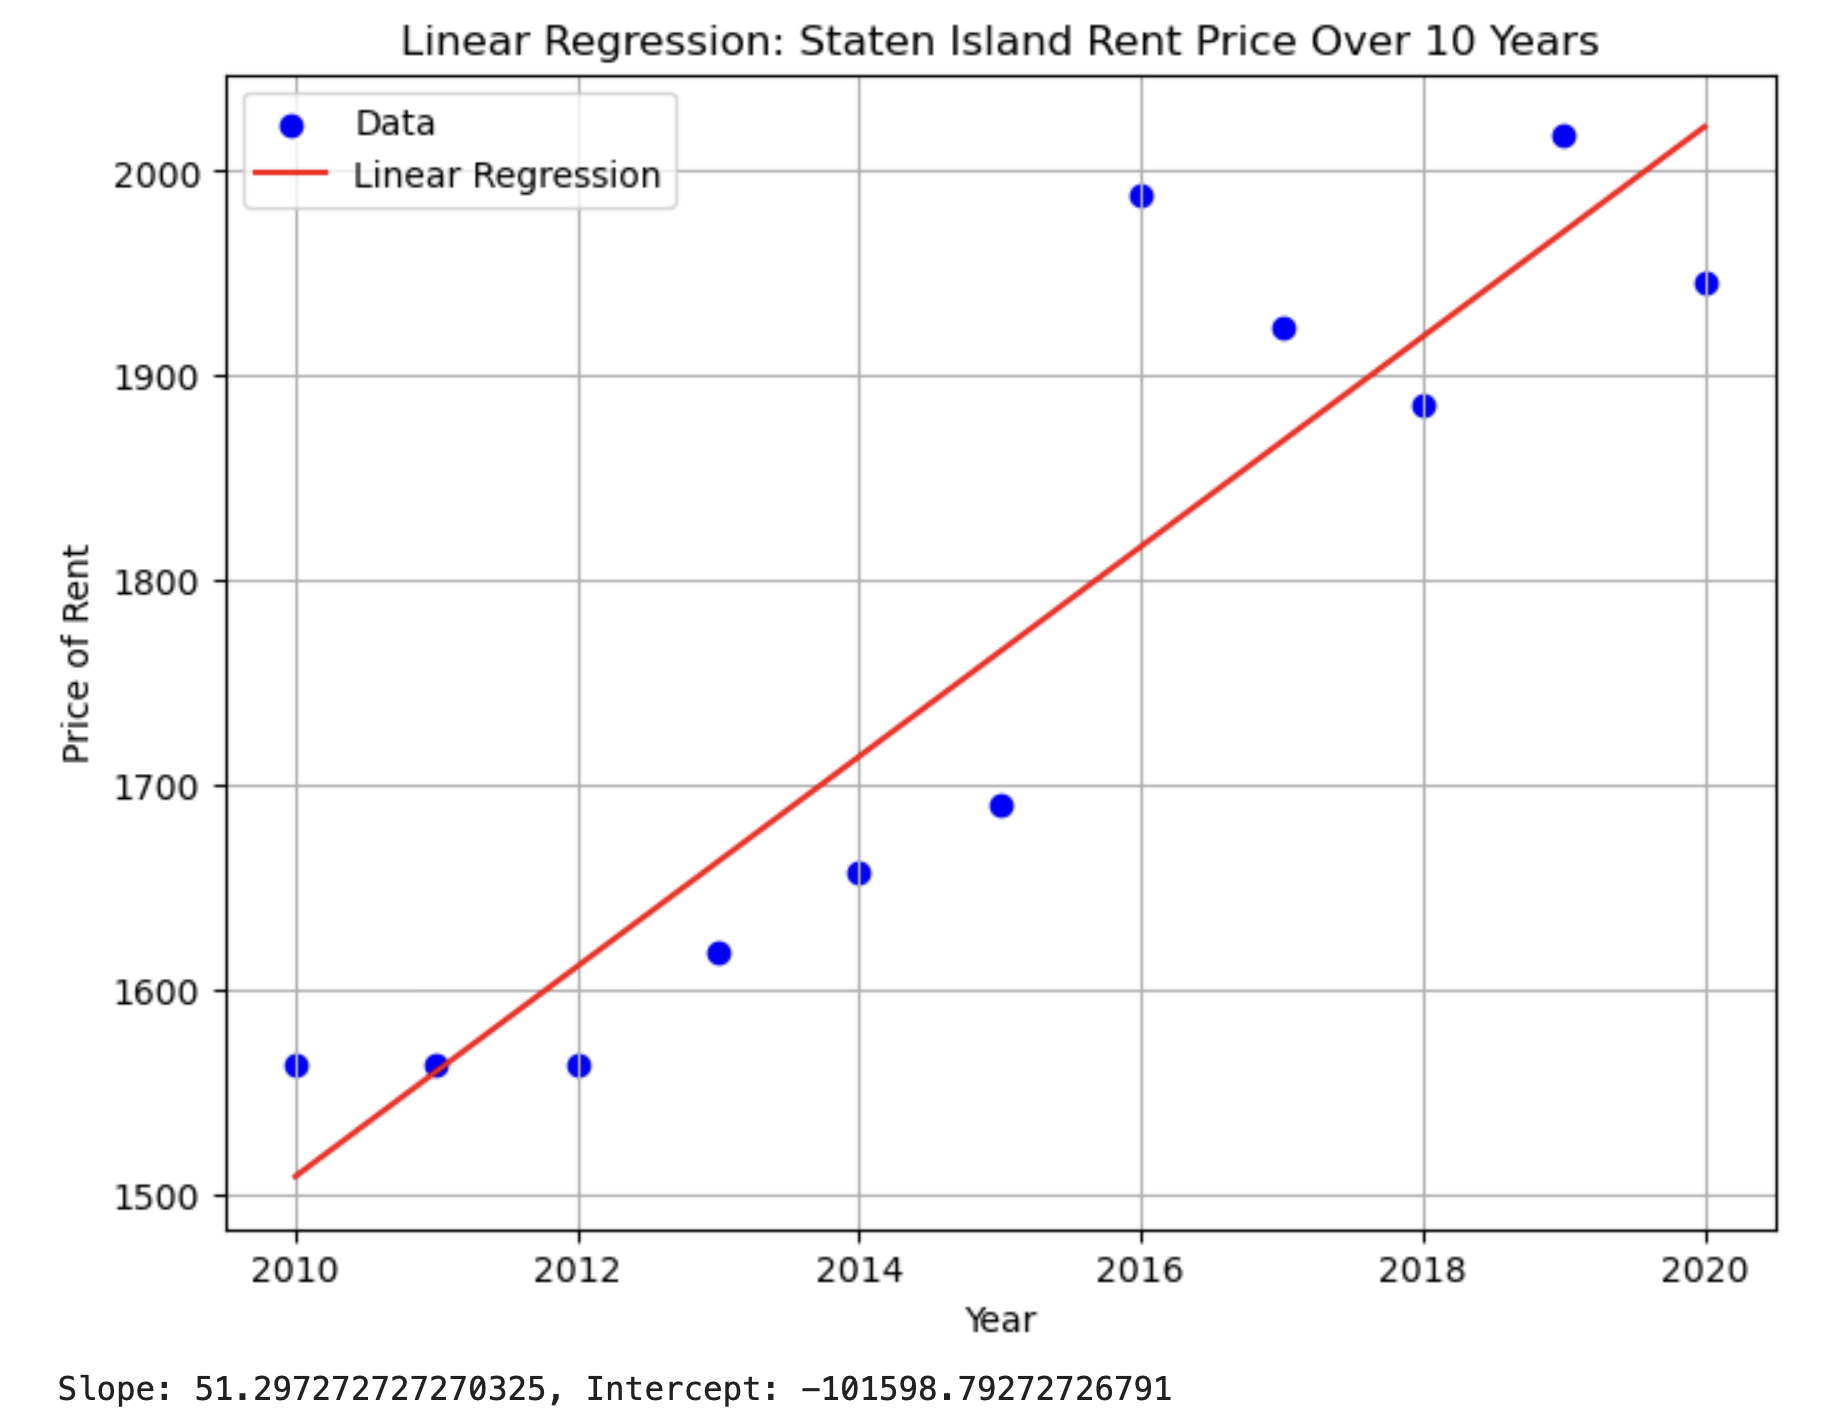 Linear Regression: Staten Island Rent Price Over 10 Years
Data
Linear Regression
2000
1900
1800
1700
1600
1500
Price of Rent
2010 2012 2014 2016 2018 2020
Year
Slope: 51.297272727270325, Intercept: -101598.79272726791